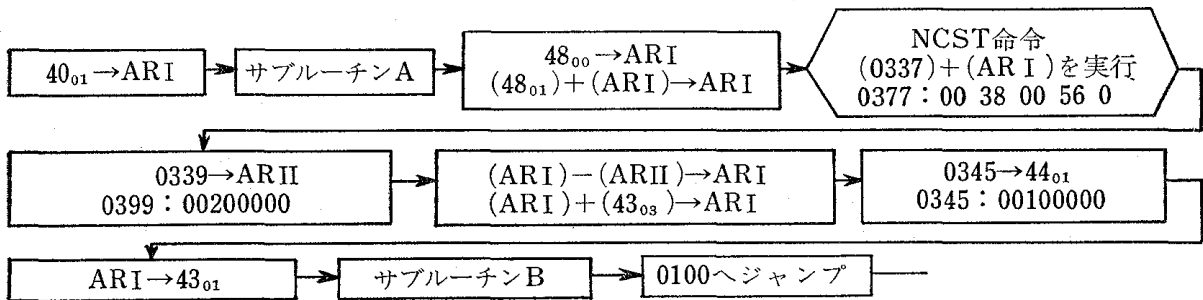 40₀₁→ARI
サブルーチンA
48₀₀→ARI
(48₀₁)+(ARI)→ARI
NCST命令
(0337)+(ARI)を実行
0377：00 38 00 56 0
0339→ARII
0399：00200000
(ARI)−(ARII)→ARI
(ARI)+(43₀₃)→ARI
0345→44₀₁
0345：00100000
ARI→43₀₁
サブルーチンB
0100へジャンプ